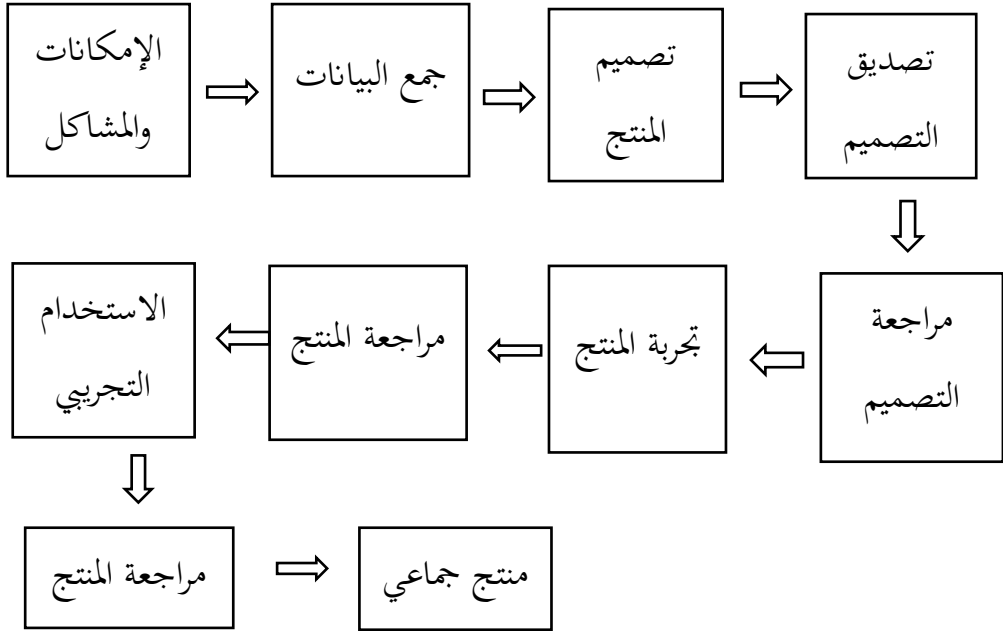 الإمكانات
والمشاكل
جمع البيانات
تصميم
المنتج
تصديق
التصميم
مراجعة
التصميم
تجربة المنتج
مراجعة المنتج
الاستخدام
التجريبي
مراجعة المنتج
منتج جماعي